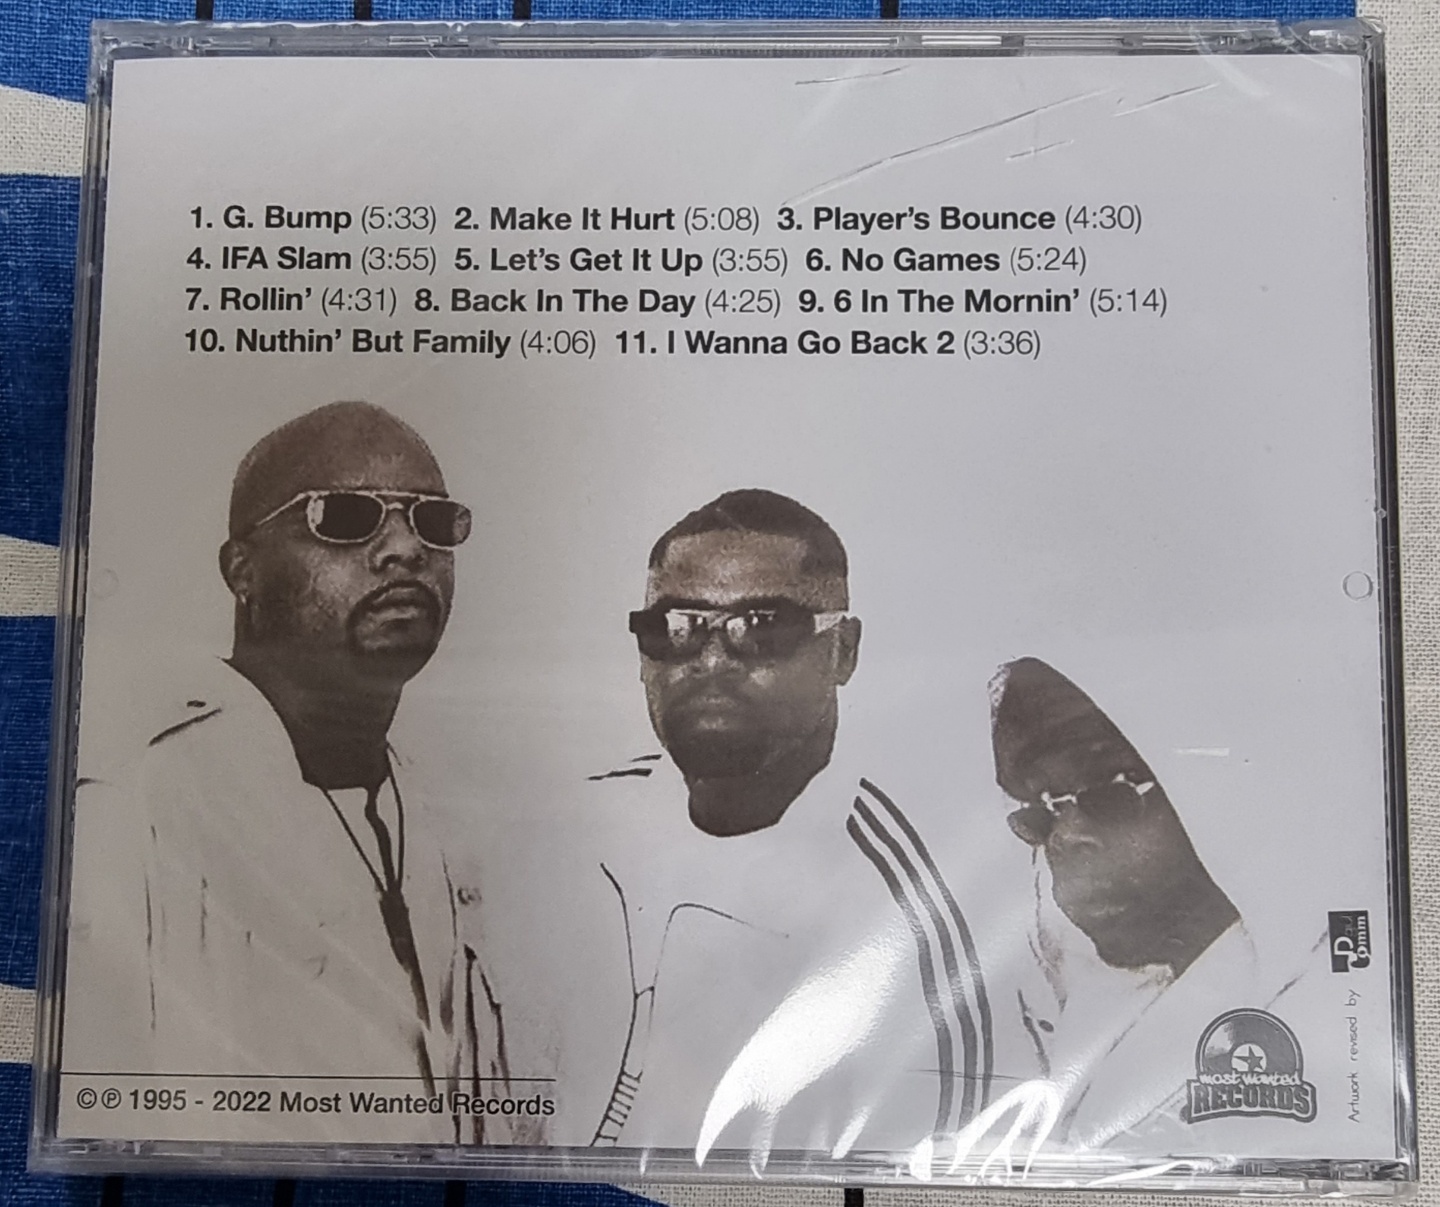 1. G. Bump (5:33) 2. Make It Hurt (5:08) 3. Player's Bounce (4:30)
4. IFA Slam (3:55) 5. Let's Get It Up (3:55) 6. No Games (5:24)
7. Rollin' (4:31) 8. Back In The Day (4:25) 9. 6 In The Mornin' (5:14)
10. Nuthin' But Family (4:06) 11. I Wanna Go Back 2 (3:36)
©℗ 1995 - 2022 Most Wanted Records
most wanted
RECORDS
Artwork revised by